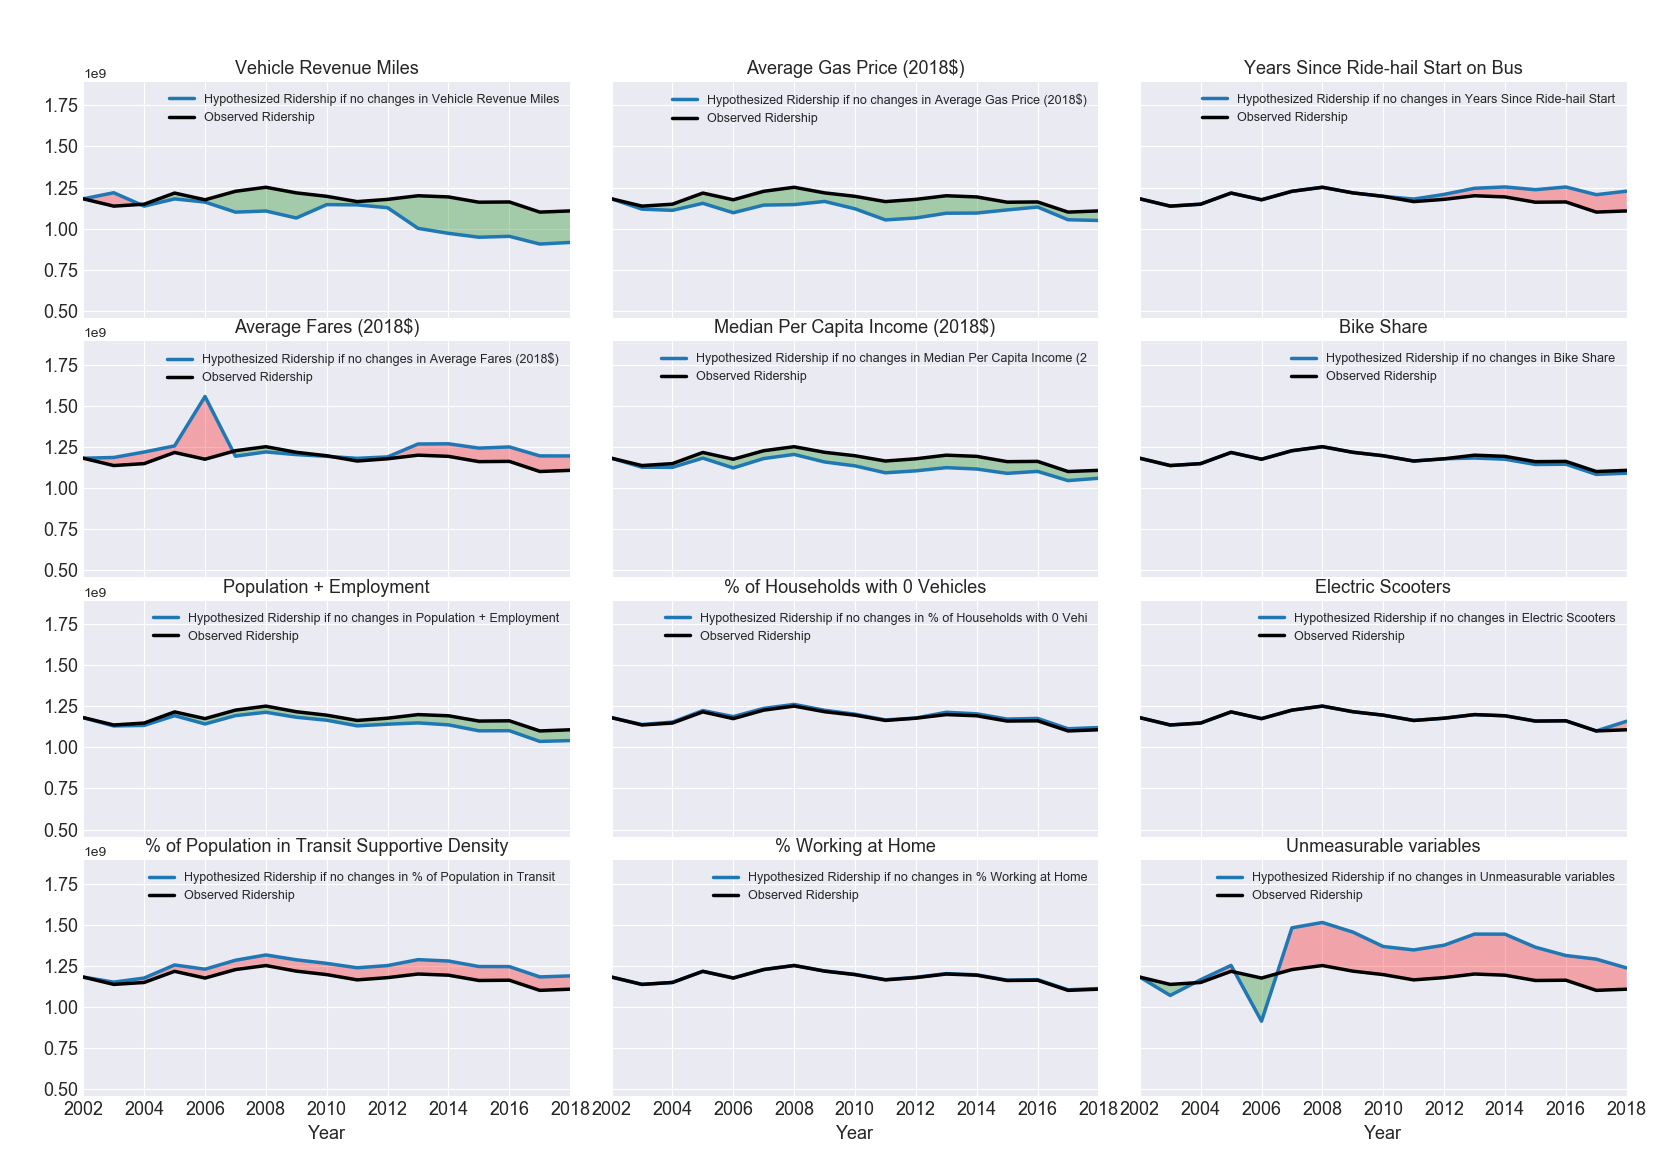 Vehicle Revenue Miles
1e9
1.75
1.50
1.25
1.00
0.75
0.50
Hypothesized Ridership if no changes in Vehicle Revenue Miles
Observed Ridership
Average Gas Price (2018$)
Hypothesized Ridership if no changes in Average Gas Price (2018$)
Observed Ridership
Years Since Ride-hail Start on Bus
Hypothesized Ridership if no changes in Years Since Ride-hail Start
Observed Ridership
Average Fares (2018$)
1e9
1.75
1.50
1.25
1.00
0.75
0.50
Hypothesized Ridership if no changes in Average Fares (2018$)
Observed Ridership
Median Per Capita Income (2018$)
Hypothesized Ridership if no changes in Median Per Capita Income (2
Observed Ridership
Bike Share
Hypothesized Ridership if no changes in Bike Share
Observed Ridership
Population + Employment
1e9
1.75
1.50
1.25
1.00
0.75
0.50
Hypothesized Ridership if no changes in Population + Employment
Observed Ridership
% of Households with 0 Vehicles
Hypothesized Ridership if no changes in % of Households with 0 Vehi
Observed Ridership
Electric Scooters
Hypothesized Ridership if no changes in Electric Scooters
Observed Ridership
% of Population in Transit Supportive Density
1e9
1.75
1.50
1.25
1.00
0.75
0.50
Hypothesized Ridership if no changes in % of Population in Transit
Observed Ridership
2002 2004 2006 2008 2010 2012 2014 2016 2018
Year
% Working at Home
Hypothesized Ridership if no changes in % Working at Home
Observed Ridership
2002 2004 2006 2008 2010 2012 2014 2016 2018
Year
Unmeasurable variables
Hypothesized Ridership if no changes in Unmeasurable variables
Observed Ridership
2002 2004 2006 2008 2010 2012 2014 2016 2018
Year